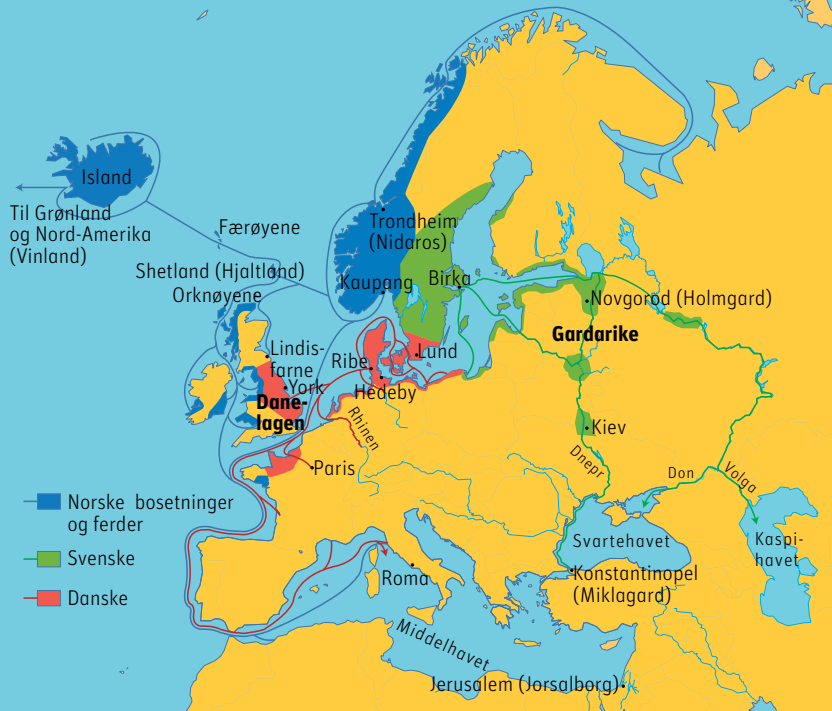 Island
Til Grønland
og Nord-Amerika
(Vinland)
Færøyene
Shetland (Hjaltland)
Orknøyene
Trondheim
(Nidaros)
Kaupang
Birka
Novgorod (Holmgard)
Gardarike
Lindis-
farne
York
Dane-
lagen
Ribe
Lund
Hedeby
Rhinen
Paris
Kiev
Dnepr
Don
Volga
Norske bosetninger
og ferder
Svenske
Danske
Svartehavet
Kaspi-
havet
Roma
Konstantinopel
(Miklagard)
Middelhavet
Jerusalem (Jorsalborg)